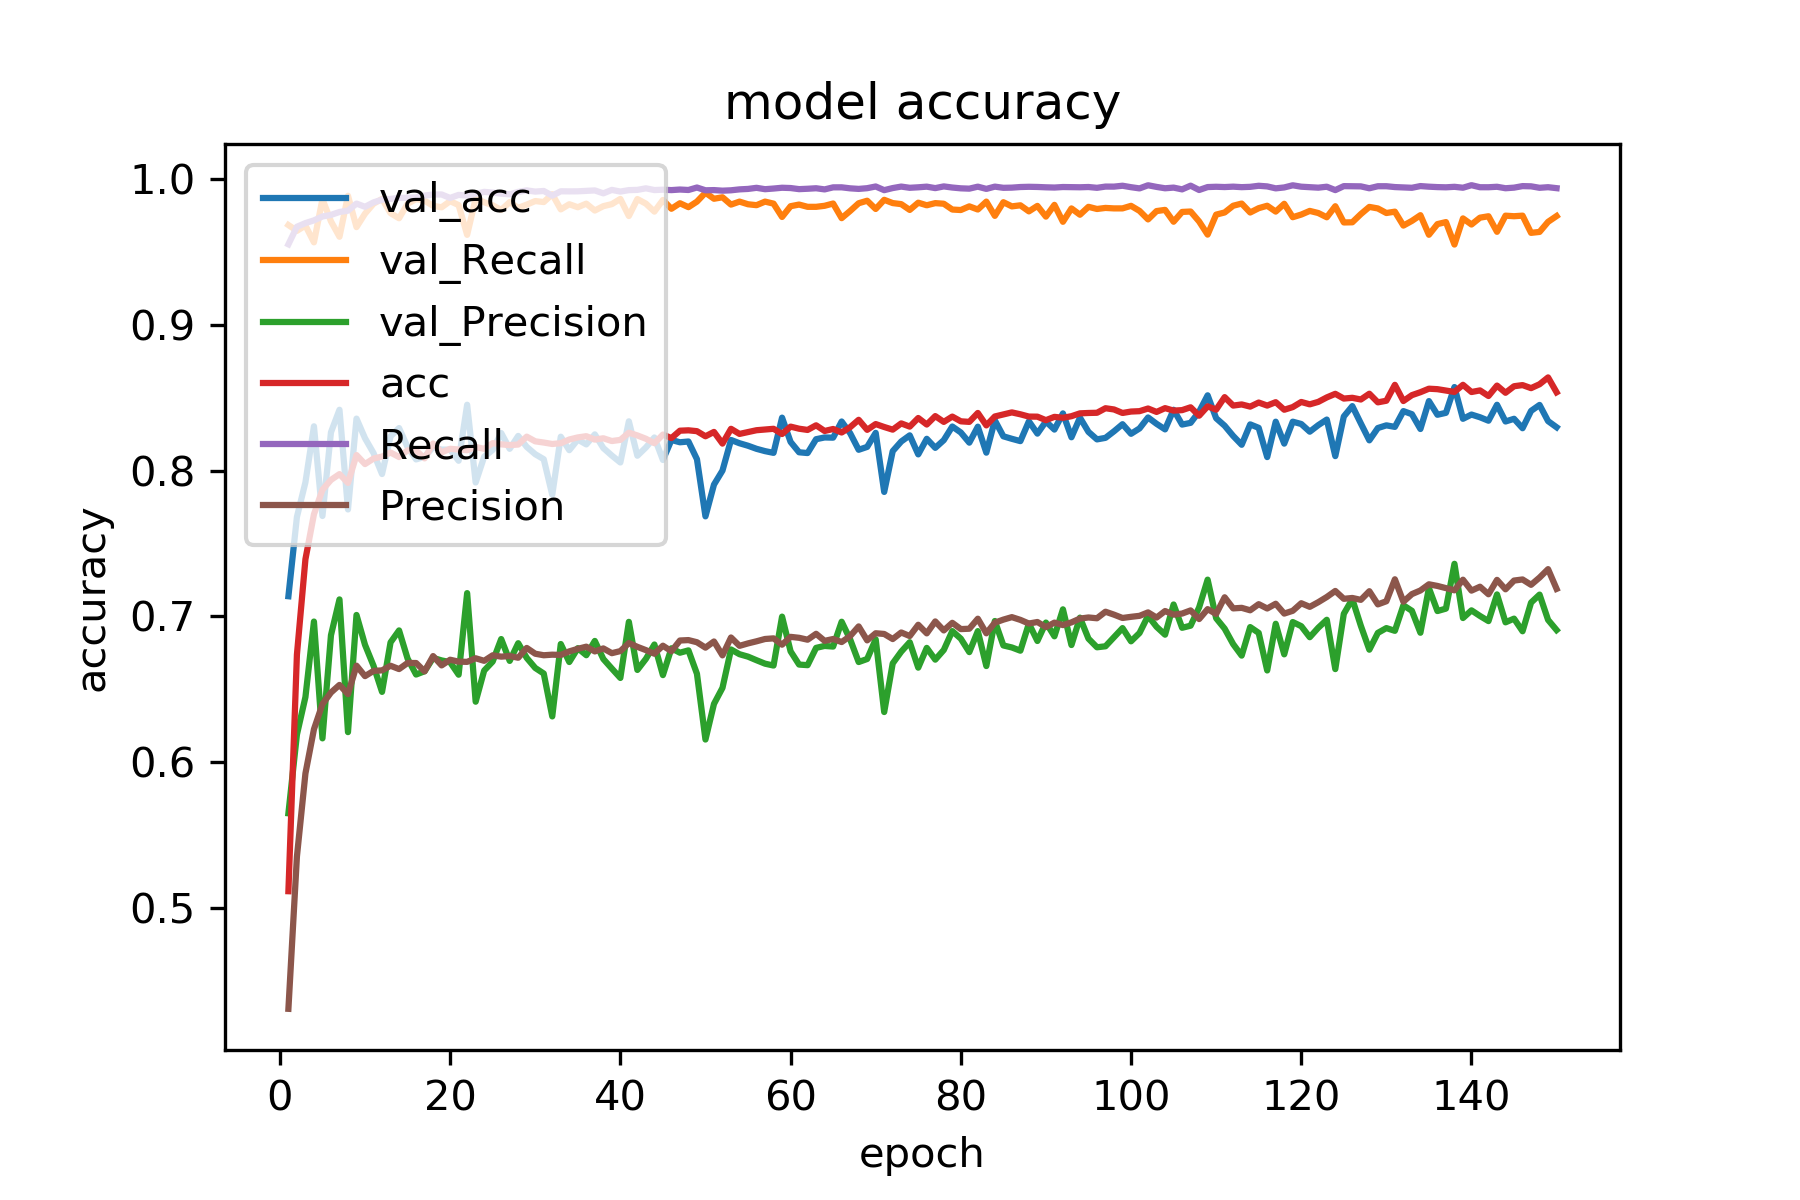 model accuracy
1.0
0.9
0.8
0.7
0.6
0.5
accuracy
val_acc
val_Recall
val_Precision
acc
Recall
Precision
0 20 40 60 80 100 120 140
epoch